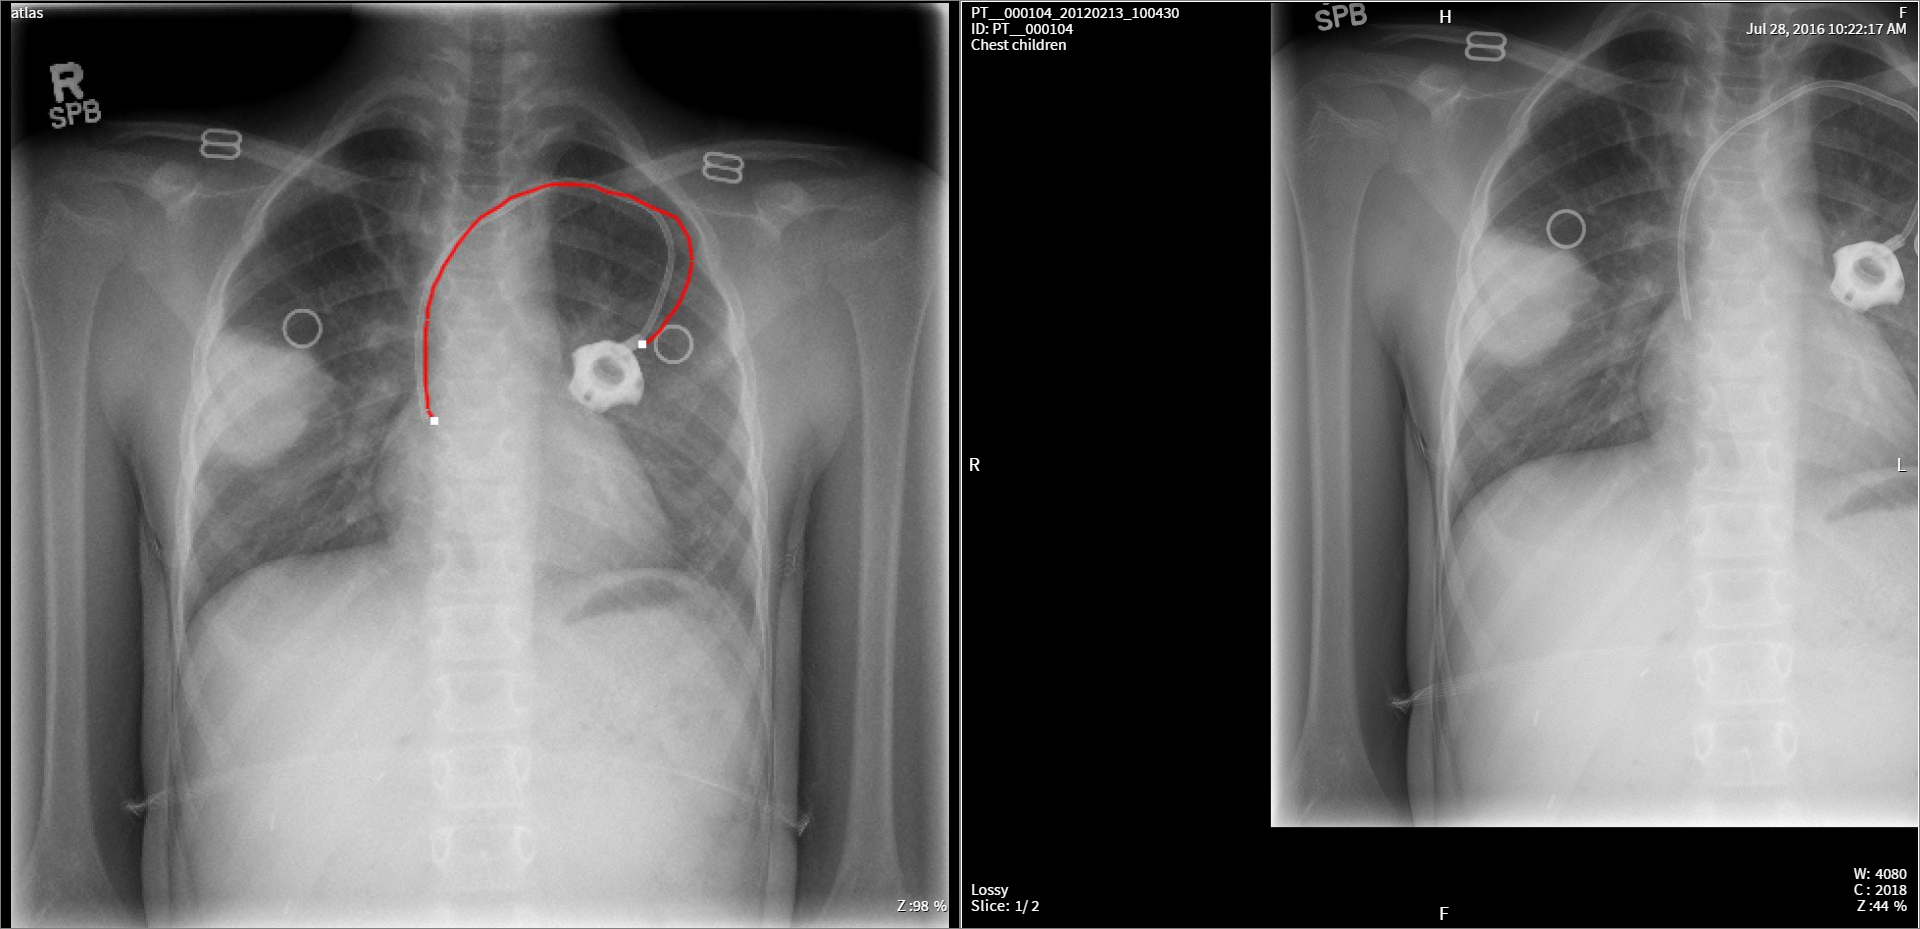 atlas
R
SPB
Z :98 %
PT__000104_20120213_100430
ID: PT__000104
Chest children
SPB
H
F
Jul 28, 2016 10:22:17 AM
R
L
Lossy
Slice: 1/ 2
F
W: 4080
C : 2018
Z :44 %